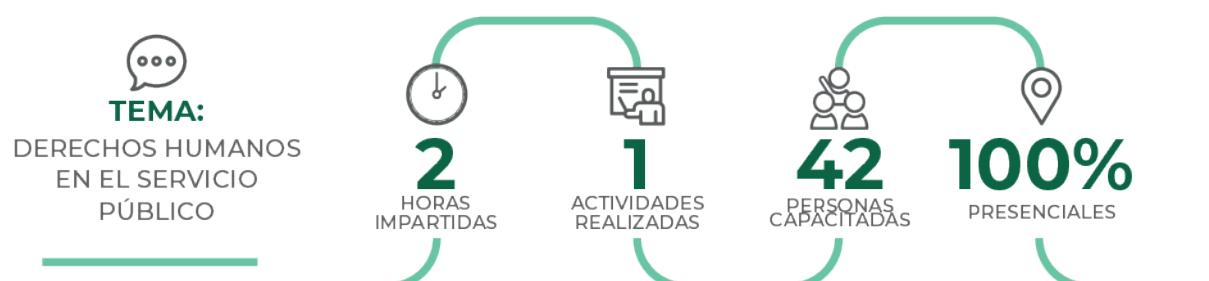 TEMA:
DERECHOS HUMANOS
EN EL SERVICIO
PÚBLICO
2
HORAS
IMPARTIDAS
1
ACTIVIDADES
REALIZADAS
42
PERSONAS
CAPACITADAS
100%
PRESENCIALES